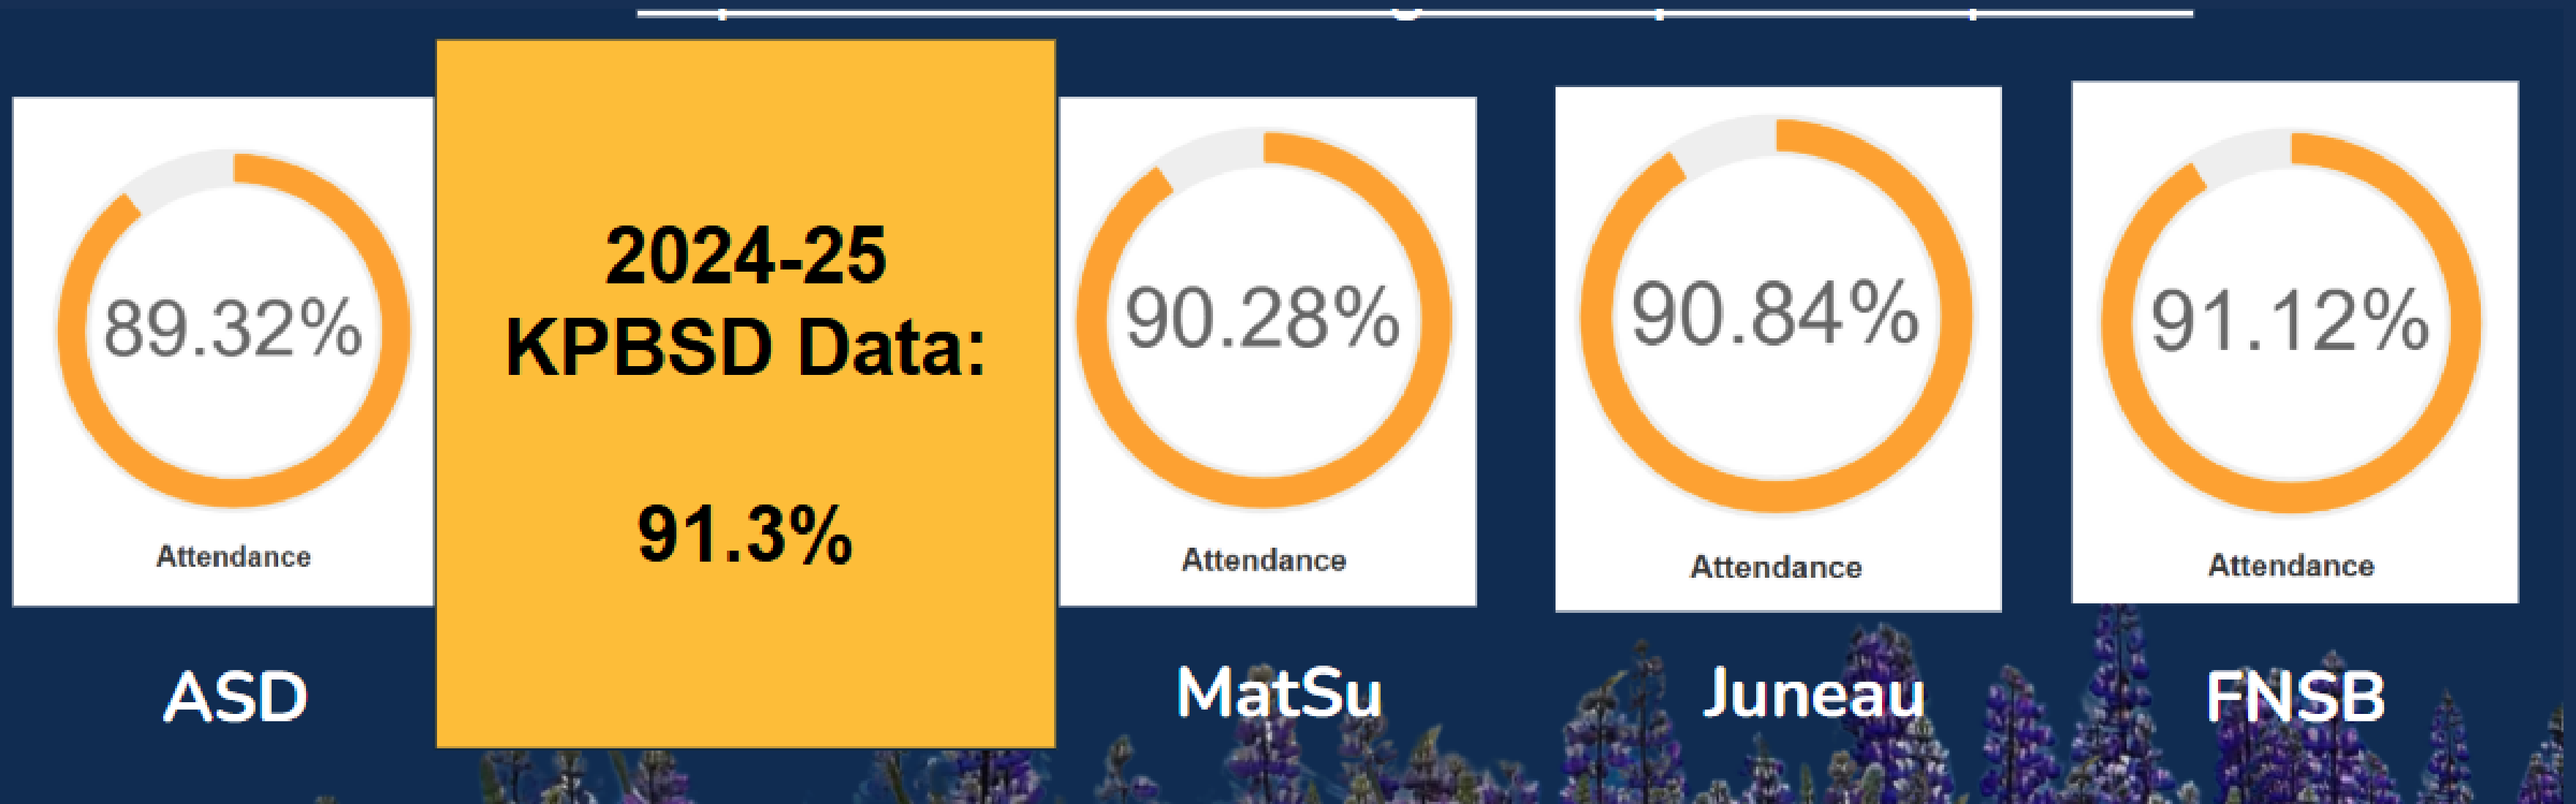 89.32%
Attendance
ASD
2024-25
KPBSD Data:
91.3%
90.28%
Attendance
MatSu
90.84%
Attendance
Juneau
91.12%
Attendance
FNSB